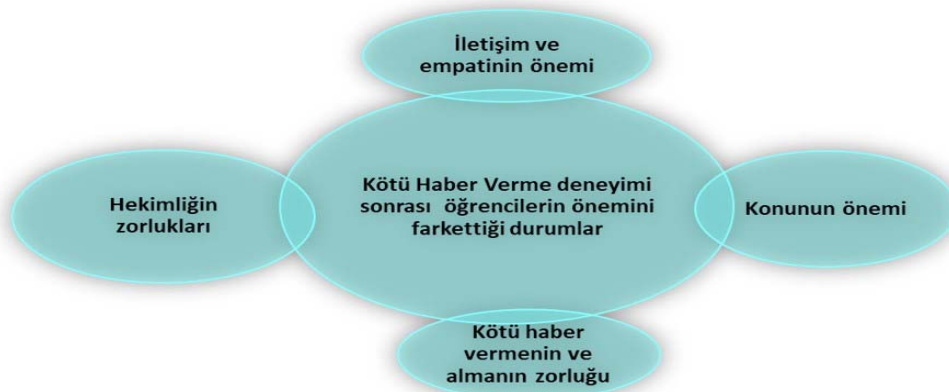 İletişim ve
empatinin önemi
Hekimliğin
zorlukları
Kötü Haber Verme deneyimi
sonrası öğrencilerin önemini
farkettiği durumlar
Konunun önemi
Kötü haber
vermenin ve
almanın zorluğu